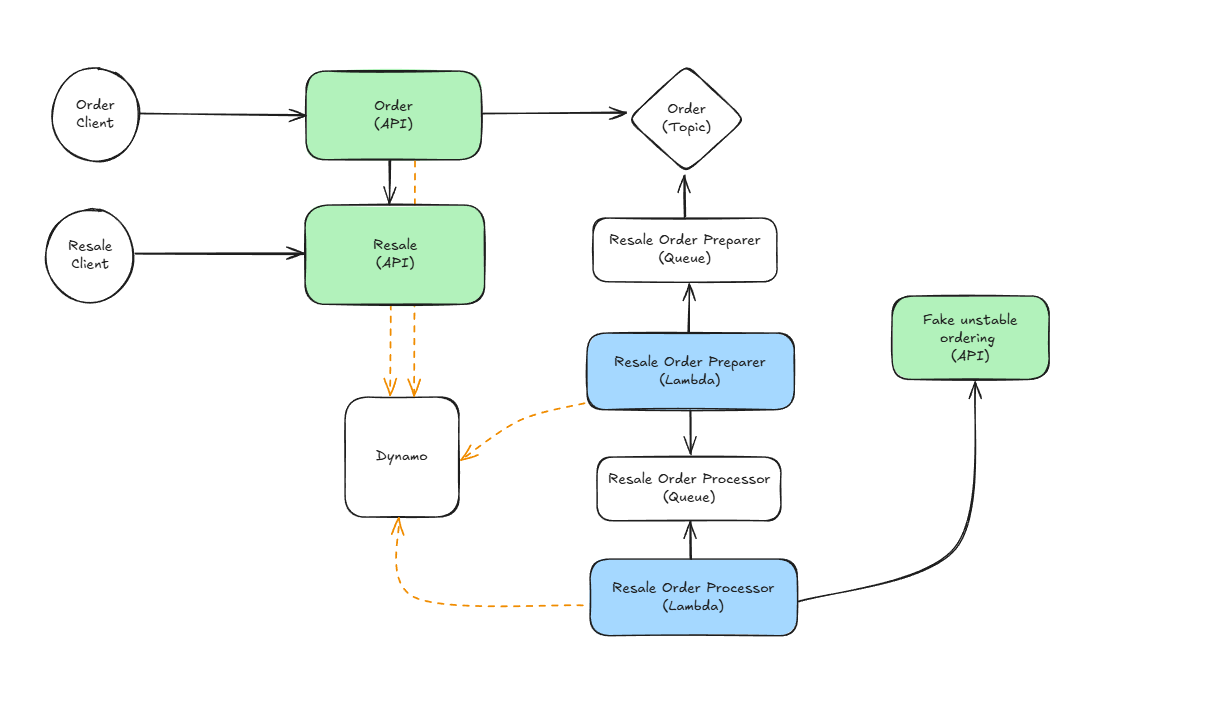 Order
Client
Order
(API)
Order
(Topic)
Resale
Client
Resale
(API)
Resale Order Preparer
(Queue)
Fake unstable
ordering
(API)
Resale Order Preparer
(Lambda)
Dynamo
Resale Order Processor
(Queue)
Resale Order Processor
(Lambda)